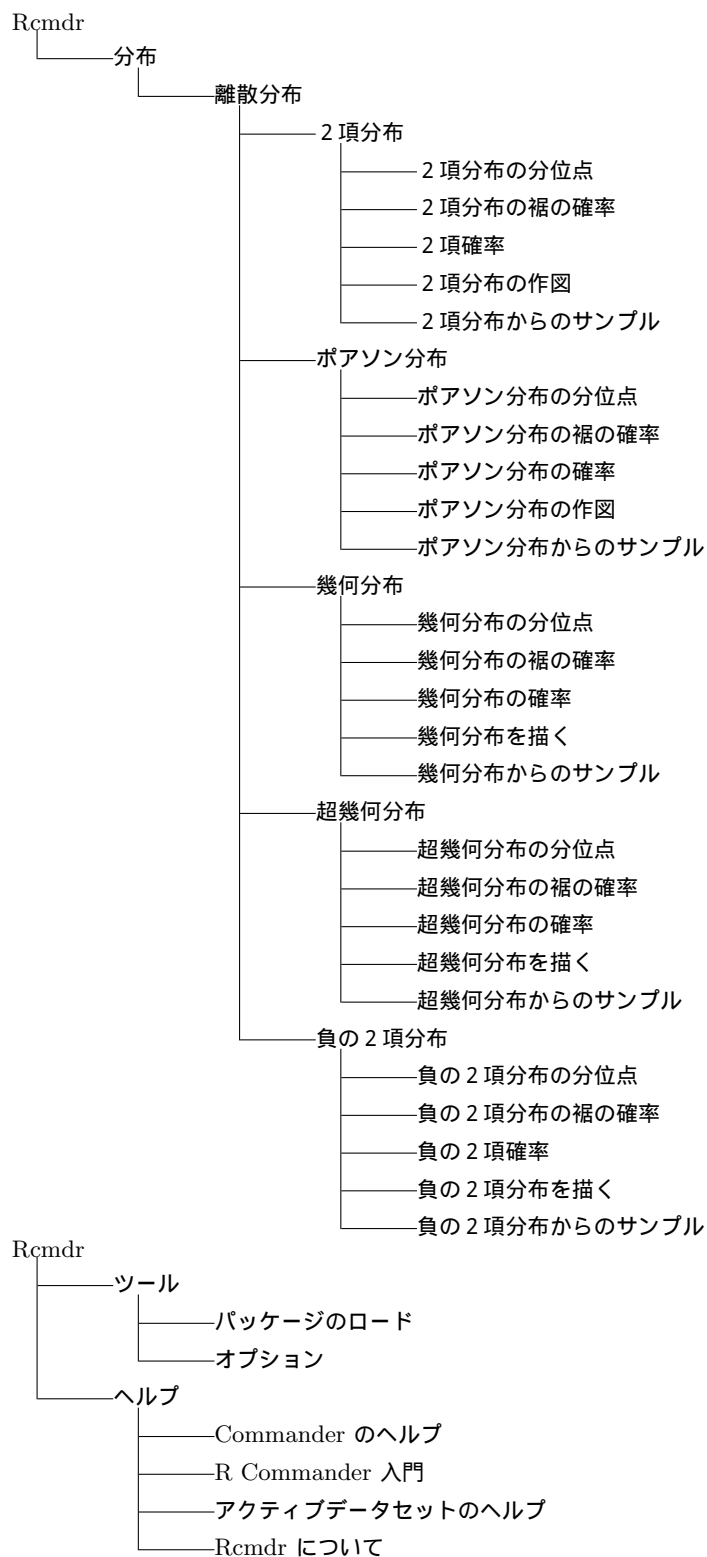 Rcmdr
分布
離散分布
2 項分布
2 項分布の分位点
2 項分布の裾の確率
2 項確率
2 項分布の作図
2 項分布からのサンプル
ポアソン分布
ポアソン分布の分位点
ポアソン分布の裾の確率
ポアソン分布の確率
ポアソン分布の作図
ポアソン分布からのサンプル
幾何分布
幾何分布の分位点
幾何分布の裾の確率
幾何分布の確率
幾何分布を描く
幾何分布からのサンプル
超幾何分布
超幾何分布の分位点
超幾何分布の裾の確率
超幾何分布の確率
超幾何分布を描く
超幾何分布からのサンプル
負の 2 項分布
負の 2 項分布の分位点
負の 2 項分布の裾の確率
負の 2 項確率
負の 2 項分布を描く
負の 2 項分布からのサンプル
Rcmdr
ツール
パッケージのロード
オプション
ヘルプ
Commander のヘルプ
R Commander 入門
アクティブデータセットのヘルプ
Rcmdr について